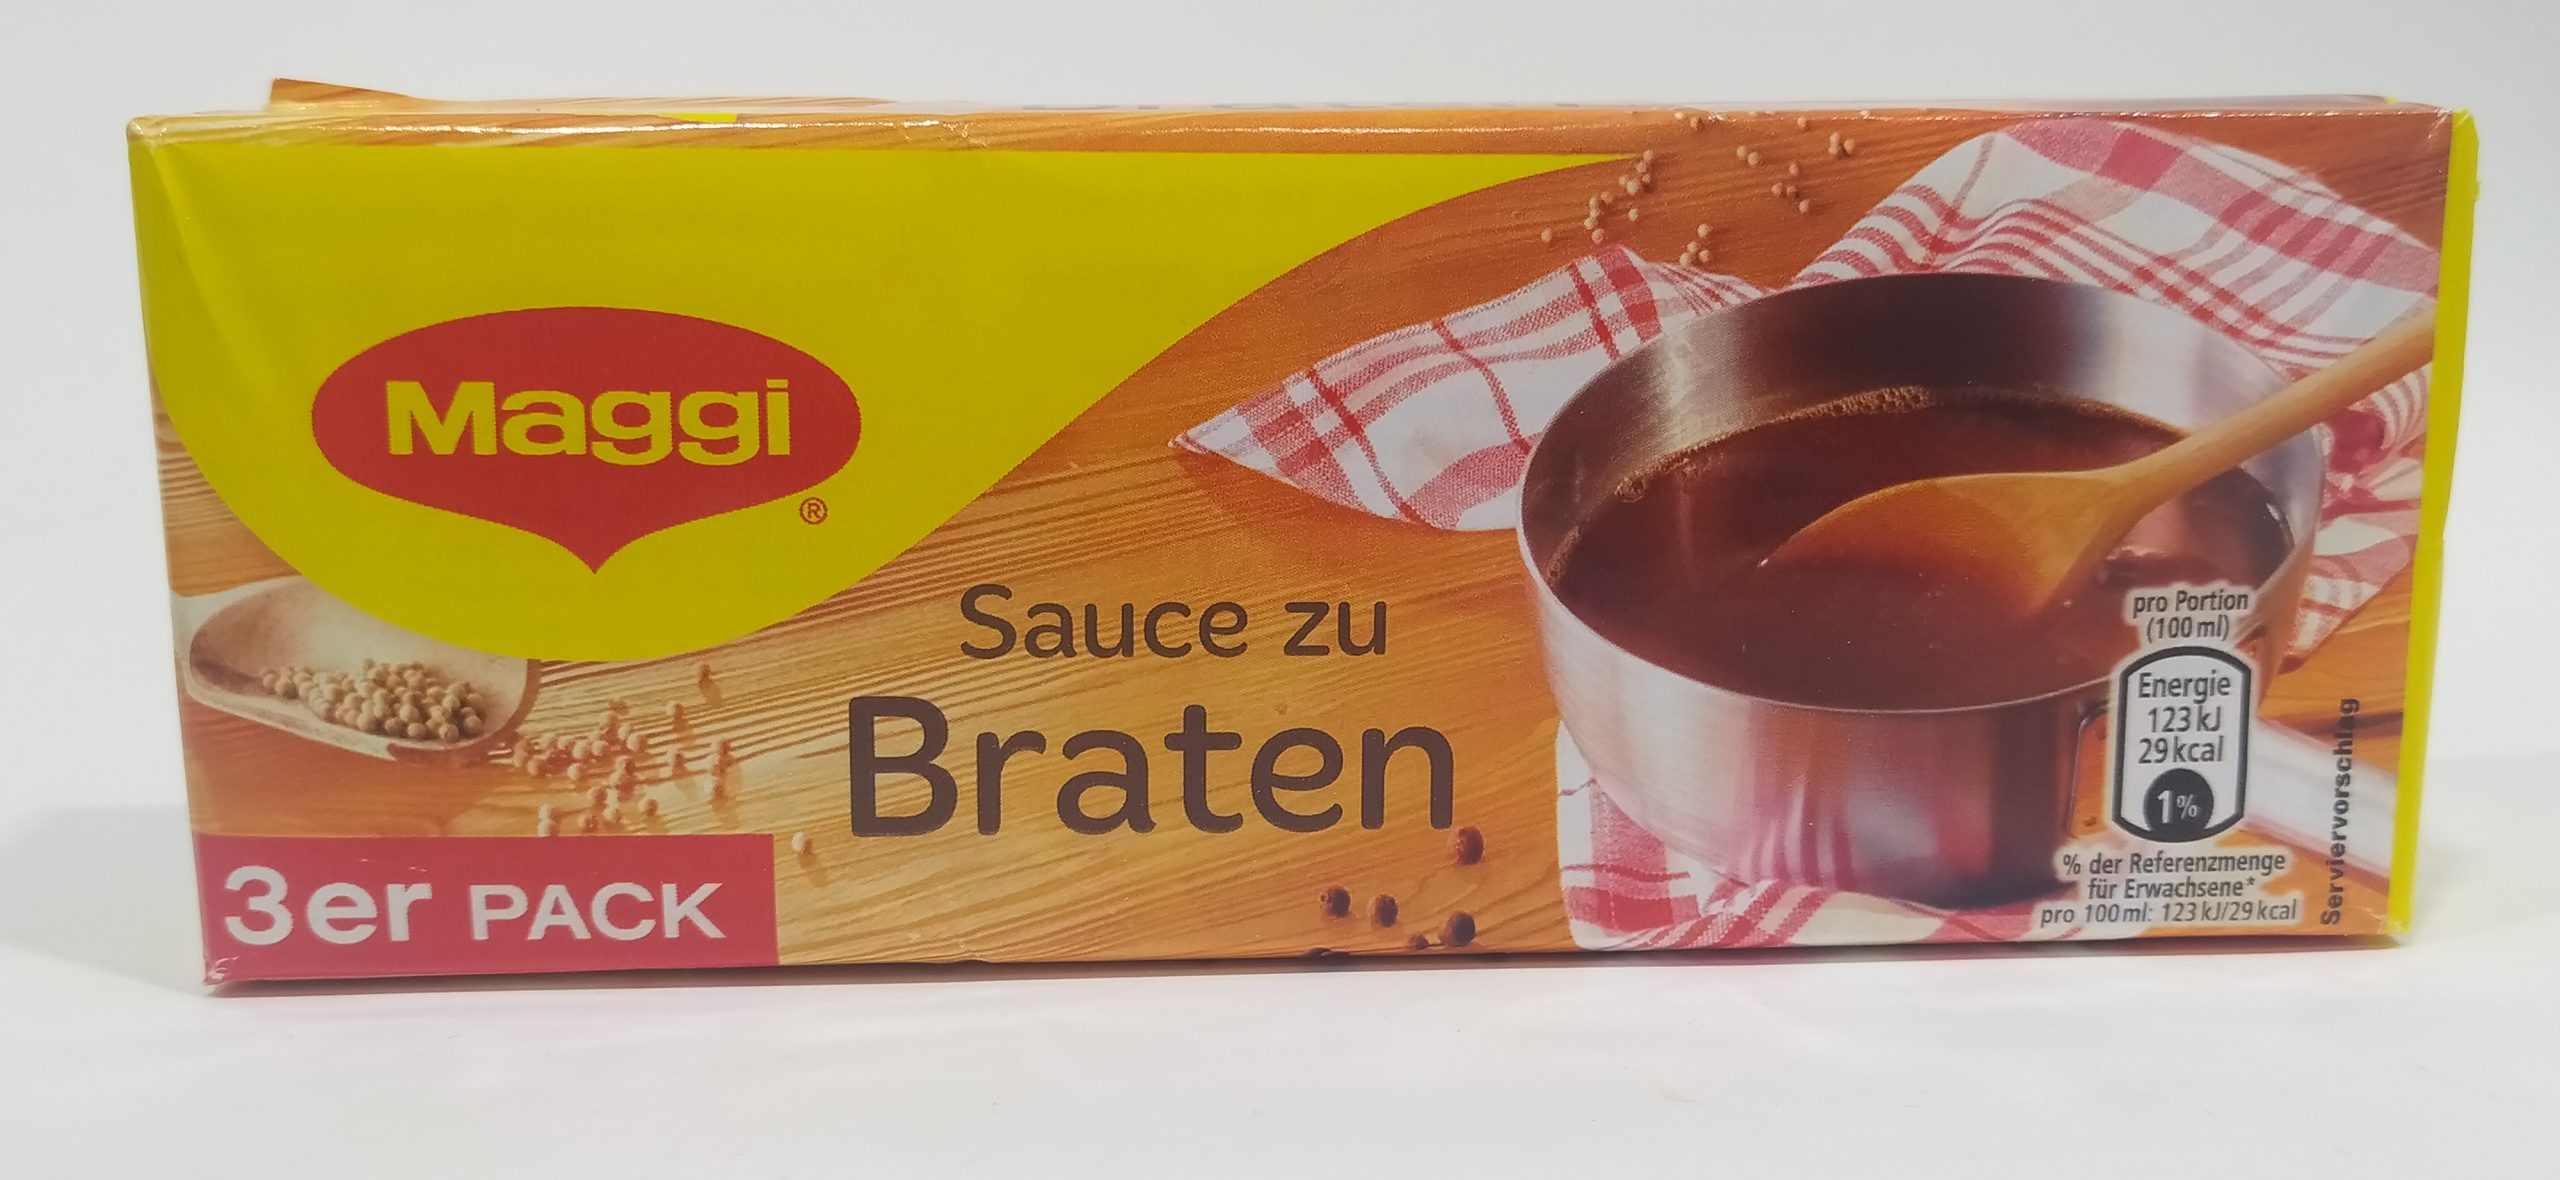 Maggi
®
Sauce zu
Braten
3er PACK
pro Portion
(100 ml)
Energie
123 kJ
29 kcal
1%
% der Referenzmenge
für Erwachsene*
pro 100 ml: 123 kJ/29 kcal
Serviervorschlag